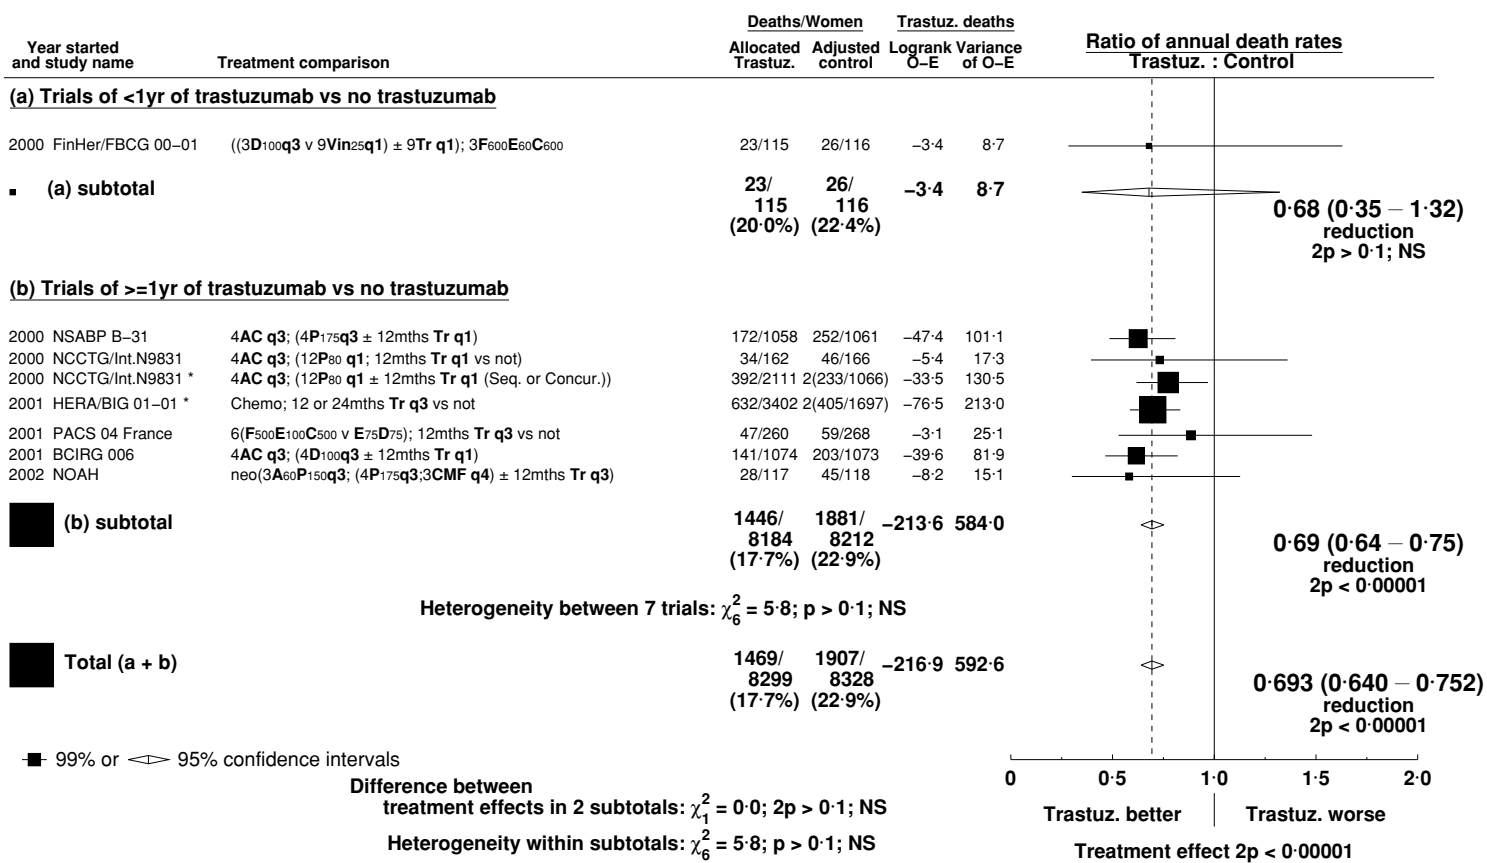 Deaths/Women Trastuz. deaths
Year started and study name Treatment comparison Allocated Trastuz. Adjusted control Logrank O−E Variance of O−E Ratio of annual death rates Trastuz. : Control
(a) Trials of <1yr of trastuzumab vs no trastuzumab
2000 FinHer/FBCG 00−01 ((3D100q3 v 9Vin25q1) ± 9Tr q1); 3F600E60C600 23/115 26/116 −3·4 8·7
(a) subtotal 23/ 26/ −3·4 8·7
115 116
(20·0%) (22·4%)
0·68 (0·35 − 1·32)
reduction
2p > 0·1; NS
(b) Trials of >=1yr of trastuzumab vs no trastuzumab
2000 NSABP B−31 4AC q3; (4P175q3 ± 12mths Tr q1) 172/1058 252/1061 −47·4 101·1
2000 NCCTG/Int.N9831 4AC q3; (12P80 q1; 12mths Tr q1 vs not) 34/162 46/166 −5·4 17·3
2000 NCCTG/Int.N9831 * 4AC q3; (12P80 q1 ± 12mths Tr q1 (Seq. or Concur.)) 392/2111 2(233/1066) −33·5 130·5
2001 HERA/BIG 01−01 * Chemo; 12 or 24mths Tr q3 vs not 632/3402 2(405/1697) −76·5 213·0
2001 PACS 04 France 6(F500E100C500 v E75D75); 12mths Tr q3 vs not 47/260 59/268 −3·1 25·1
2001 BCIRG 006 4AC q3; (4D100q3 ± 12mths Tr q1) 141/1074 203/1073 −39·6 81·9
2002 NOAH neo(3A60P150q3; (4P175q3;3CMF q4) ± 12mths Tr q3) 28/117 45/118 −8·2 15·1
(b) subtotal 1446/ 1881/ −213·6 584·0
8184 8212
(17·7%) (22·9%)
0·69 (0·64 − 0·75)
reduction
2p < 0·00001
Heterogeneity between 7 trials: χ²₆ = 5·8; p > 0·1; NS
Total (a + b) 1469/ 1907/ −216·9 592·6
8299 8328
(17·7%) (22·9%)
0·693 (0·640 − 0·752)
reduction
2p < 0·00001
99% or 95% confidence intervals
0 0·5 1·0 1·5 2·0
Difference between
treatment effects in 2 subtotals: χ²₁ = 0·0; 2p > 0·1; NS
Trastuz. better Trastuz. worse
Heterogeneity within subtotals: χ²₆ = 5·8; p > 0·1; NS
Treatment effect 2p < 0·00001